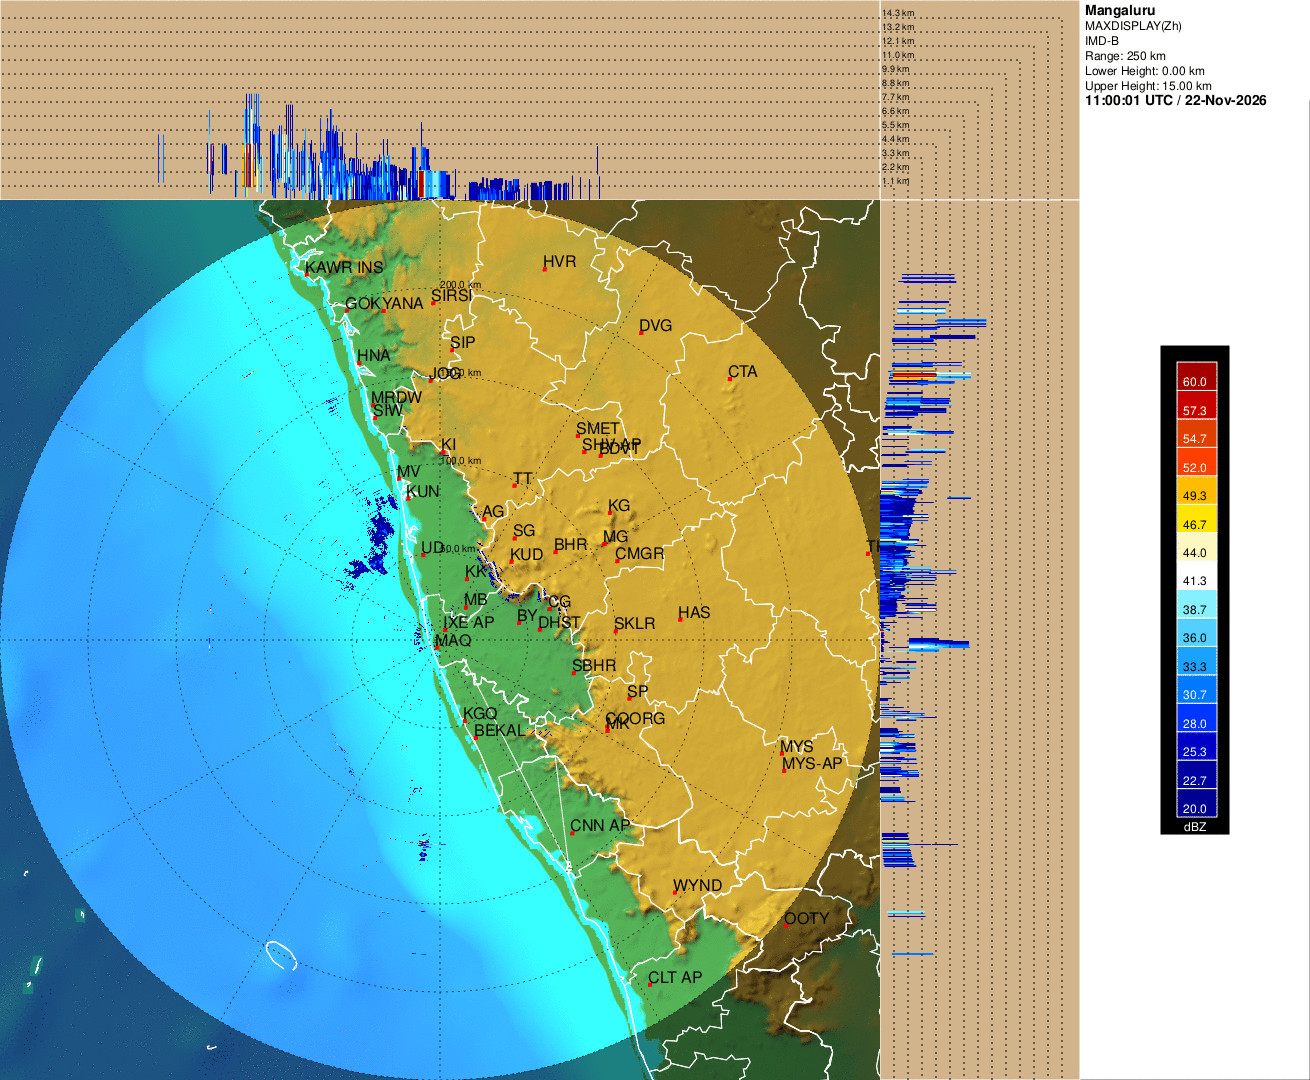 Mangaluru
MAXDISPLAY(Zh)
IMD-B
Range: 250 km
Lower Height: 0.00 km
Upper Height: 15.00 km
11:00:01 UTC / 22-Nov-2026
14.3 km
13.2 km
12.1 km
11.0 km
9.9 km
8.8 km
7.7 km
6.6 km
5.5 km
4.4 km
3.3 km
2.2 km
1.1 km
HVR
KAWR INS
200.0 km
SIRSI
GOKYANA
DVG
SIP
HNA
JOG
CTA
MRDW
SIW
SMET
SHV-AP
BDVT
KI
100.0 km
MV
TT
KUN
KG
AG
SG
MG
UD
50.0 km
BHR
KUD
CMGR
KK
MB
CG
BY
DHST
HAS
IXE AP
SKLR
MAQ
SBHR
SP
KGQ
COORG
MK
BEKAL
MYS
MYS-AP
CNN AP
WYND
OOTY
CLT AP
60.0
57.3
54.7
52.0
49.3
46.7
44.0
41.3
38.7
36.0
33.3
30.7
28.0
25.3
22.7
20.0
dBZ